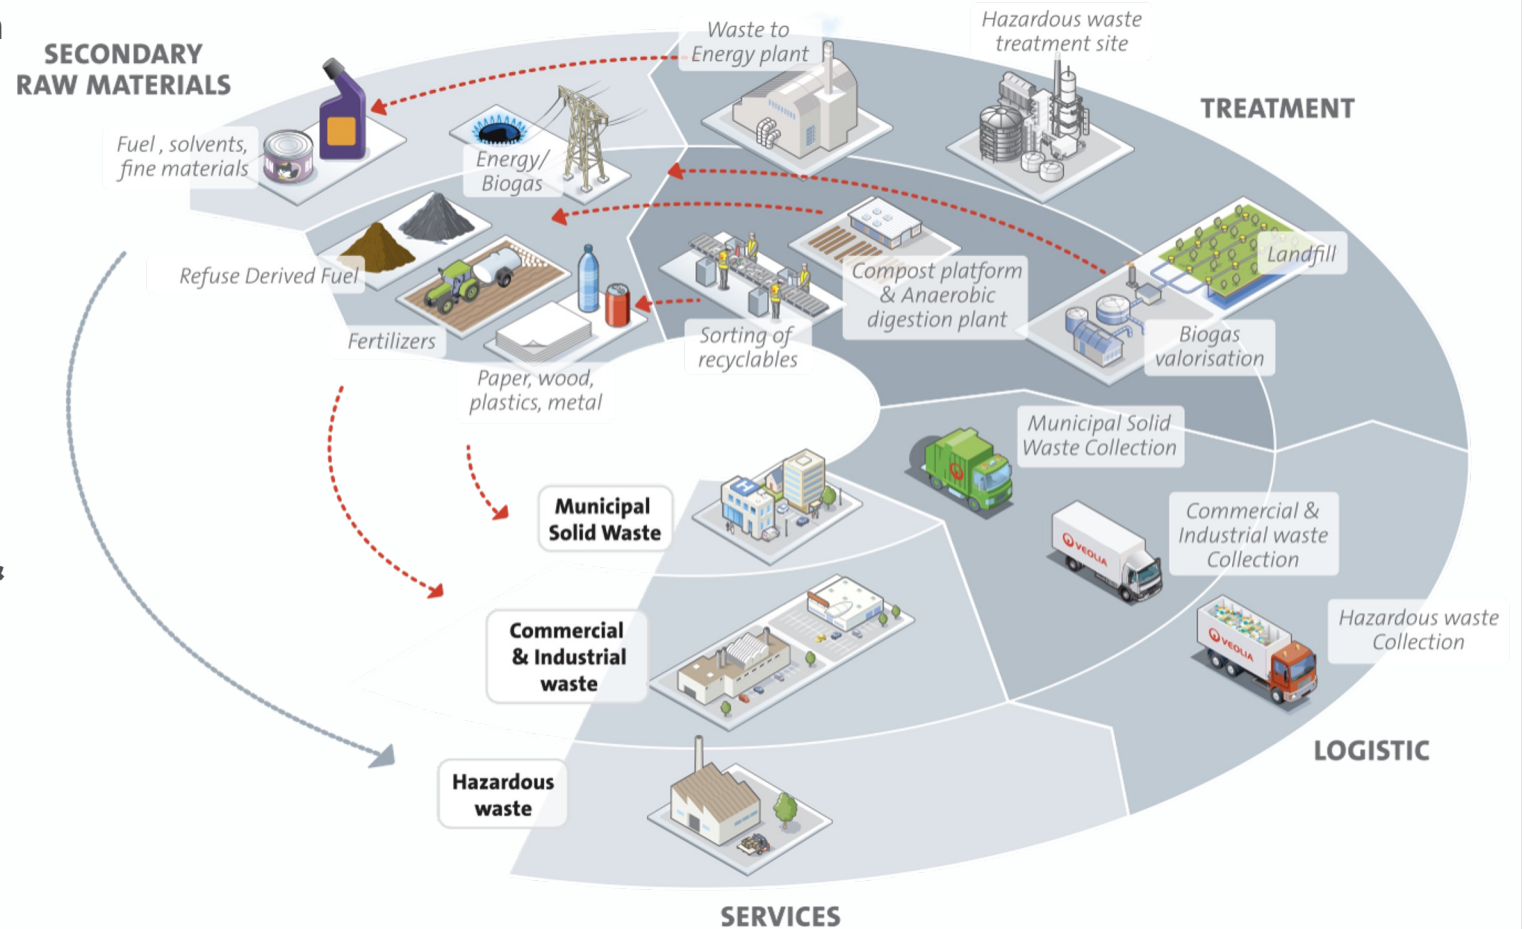 SECONDARY
RAW MATERIALS
Fuel , solvents,
fine materials
Energy/
Biogas
Refuse Derived Fuel
Fertilizers
Paper, wood,
plastics, metal
Waste to
Energy plant
Hazardous waste
treatment site
TREATMENT
Landfill
Compost platform
& Anaerobic
digestion plant
Sorting of
recyclables
Biogas
valorisation
Municipal Solid
Waste Collection
Commercial &
Industrial waste
Collection
VEOLIA
Hazardous waste
Collection
VEOLIA
LOGISTIC
H
Municipal
Solid Waste
Commercial
& Industrial
waste
Hazardous
waste
SERVICES